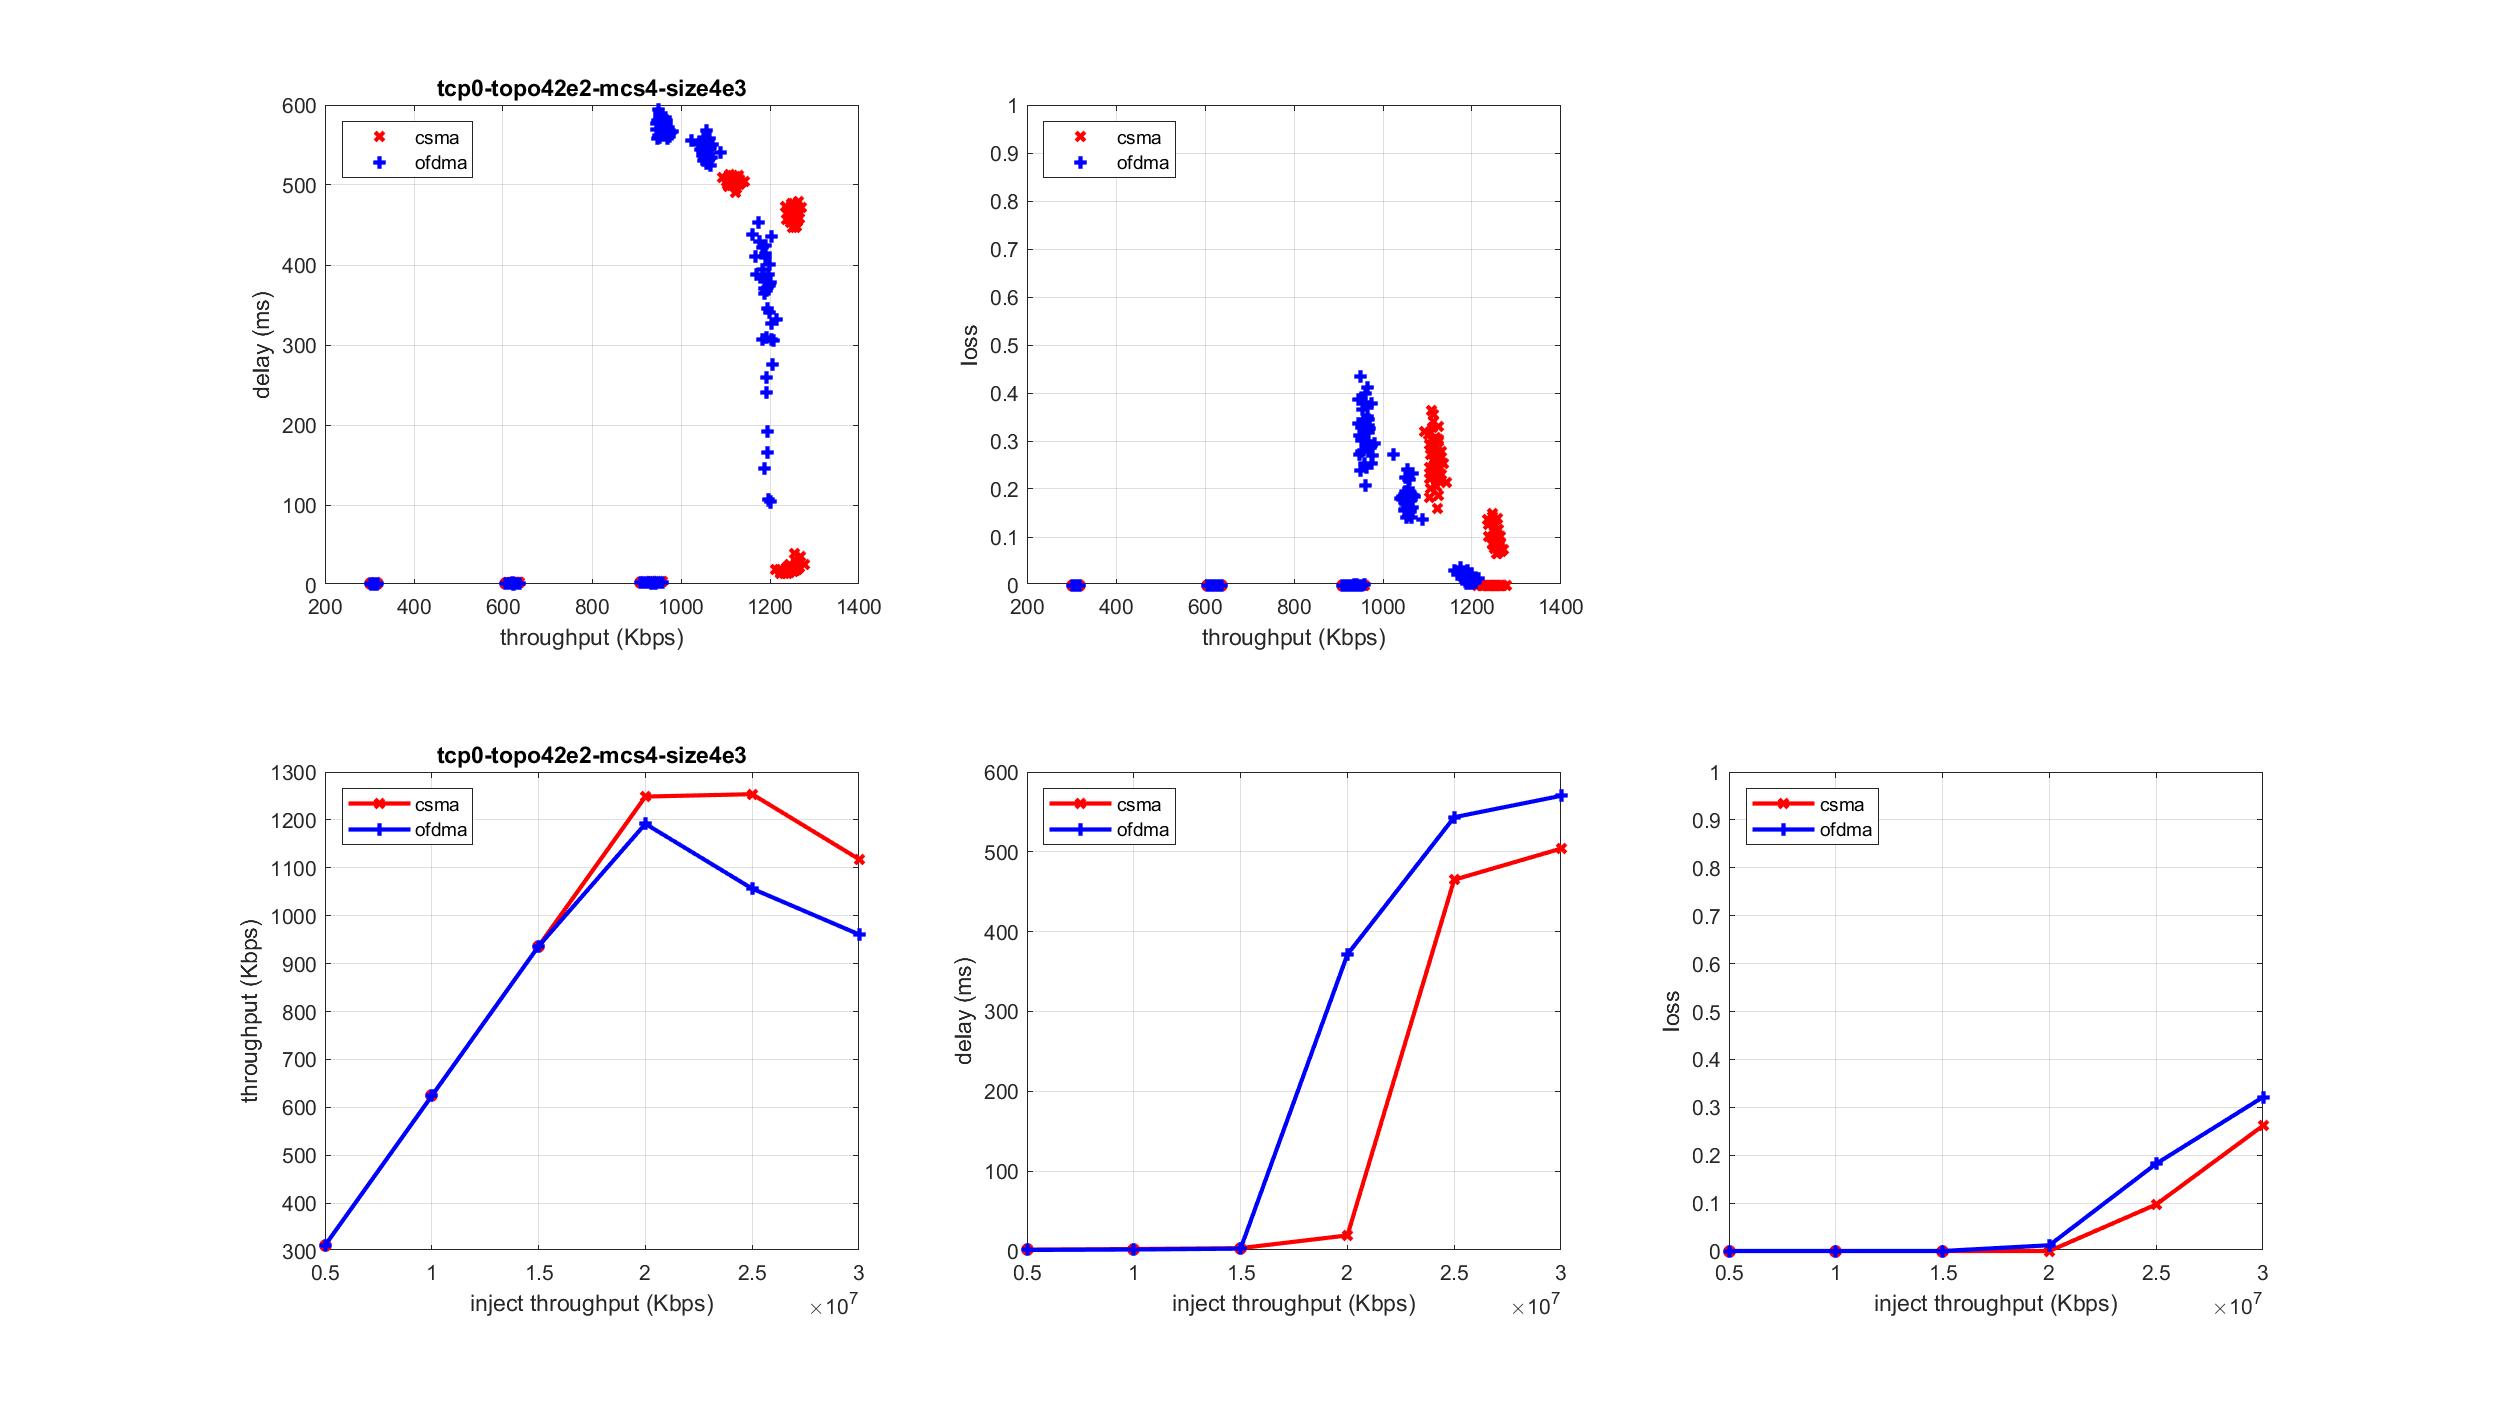 tcp0-topo42e2-mcs4-size4e3
600
500
400
300
200
100
0
delay (ms)
csma
ofdma
200 400 600 800 1000 1200 1400
throughput (Kbps)
1
0.9
0.8
0.7
0.6
0.5
0.4
0.3
0.2
0.1
0
loss
csma
ofdma
200 400 600 800 1000 1200 1400
throughput (Kbps)
tcp0-topo42e2-mcs4-size4e3
1300
1200
1100
1000
900
800
700
600
500
400
300
throughput (Kbps)
csma
ofdma
0.5 1 1.5 2 2.5 3
inject throughput (Kbps)
×10⁷
600
500
400
300
200
100
0
delay (ms)
csma
ofdma
0.5 1 1.5 2 2.5 3
inject throughput (Kbps)
×10⁷
1
0.9
0.8
0.7
0.6
0.5
0.4
0.3
0.2
0.1
0
loss
csma
ofdma
0.5 1 1.5 2 2.5 3
inject throughput (Kbps)
×10⁷